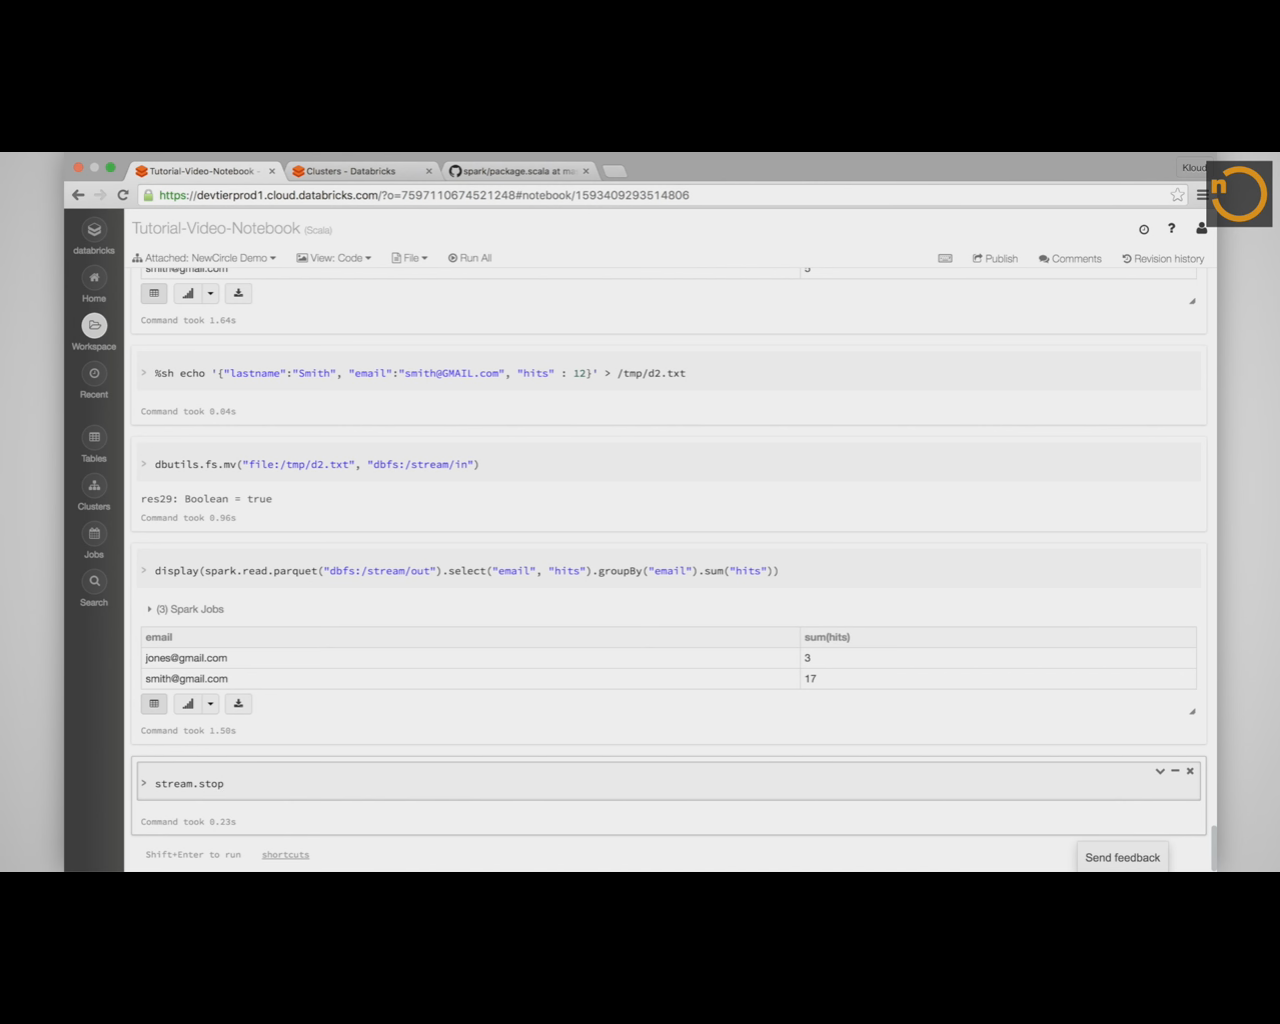 Tutorial-Video-Notebook -
Clusters - Databricks
spark/package.scala at ma
Kloud
n
https://devtierprod1.cloud.databricks.com/?o=7597110674521248#notebook/1593409293514806
databricks
Home
Workspace
Recent
Tables
Clusters
Jobs
Search
Tutorial-Video-Notebook (Scala)
?
Attached: NewCircle Demo
View: Code
File
Run All
Publish
Comments
Revision history
smith@gmail.com 5
Command took 1.64s
> %sh echo '{"lastname":"Smith", "email":"smith@GMAIL.com", "hits" : 12}' > /tmp/d2.txt
Command took 0.04s
> dbutils.fs.mv("file:/tmp/d2.txt", "dbfs:/stream/in")
res29: Boolean = true
Command took 0.96s
> display(spark.read.parquet("dbfs:/stream/out").select("email", "hits").groupBy("email").sum("hits"))
(3) Spark Jobs
email sum(hits)
jones@gmail.com 3
smith@gmail.com 17
Command took 1.50s
> stream.stop
Command took 0.23s
Shift+Enter to run shortcuts
Send feedback